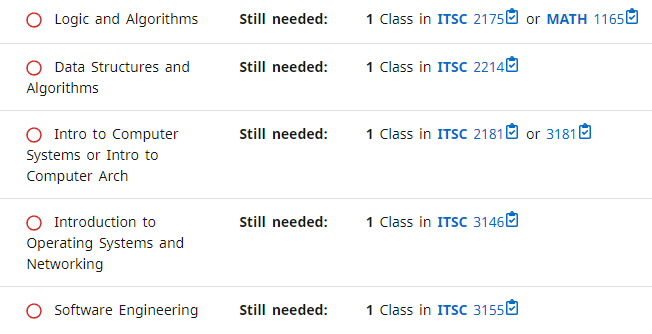 Logic and Algorithms Still needed: 1 Class in ITSC 2175 or MATH 1165
Data Structures and Still needed: 1 Class in ITSC 2214
Algorithms
Intro to Computer Still needed: 1 Class in ITSC 2181 or 3181
Systems or Intro to
Computer Arch
Introduction to Still needed: 1 Class in ITSC 3146
Operating Systems and
Networking
Software Engineering Still needed: 1 Class in ITSC 3155